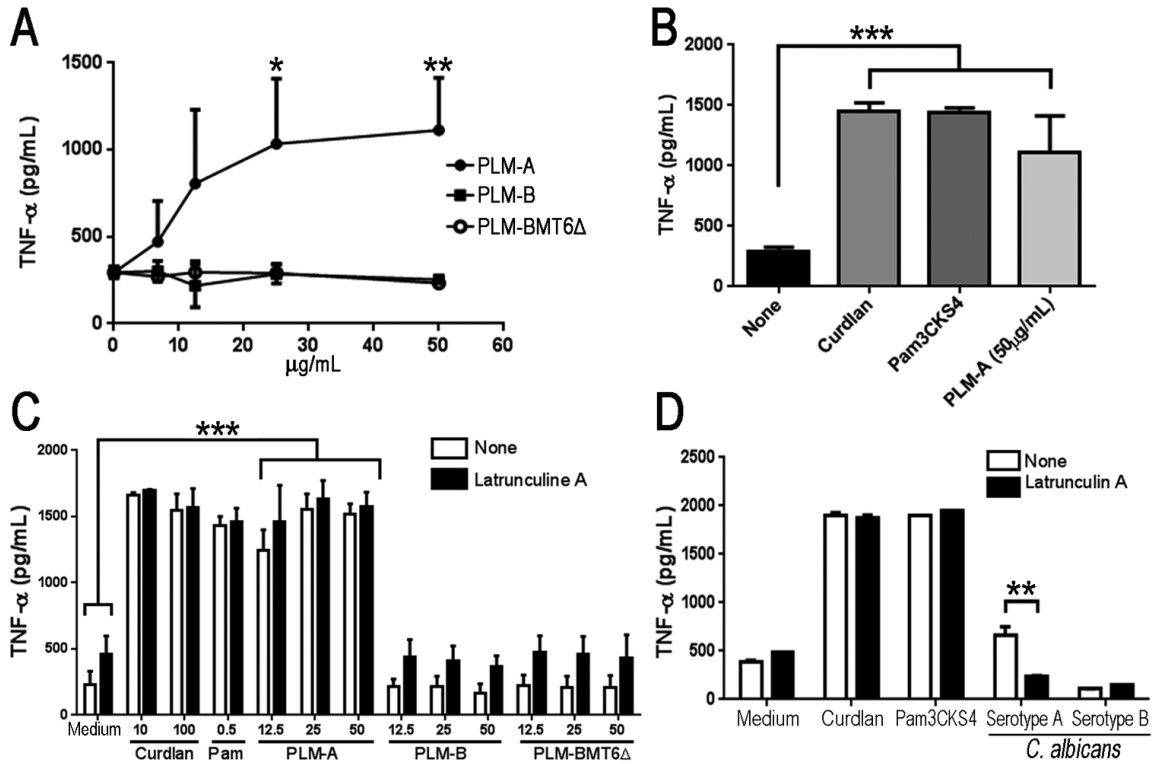 A
TNF-α (pg/mL)
1500
1000
500
0
* **
PLM-A
PLM-B
PLM-BMT6Δ
0 10 20 30 40 50 60
μg/mL
B
TNF-α (pg/mL)
2000
1500
1000
500
0
***
None
Curdlan
Pam3CKS4
PLM-A (50μg/mL)
C
TNF-α (pg/mL)
2000
1500
1000
500
0
***
None
Latrunculine A
Medium 10 100 0.5 12.5 25 50 12.5 25 50 12.5 25 50
Curdlan Pam PLM-A PLM-B PLM-BMT6Δ
D
TNF-α (pg/mL)
2500
2000
1500
1000
500
0
None
Latrunculin A
**
Medium Curdlan Pam3CKS4 Serotype A Serotype B
C. albicans